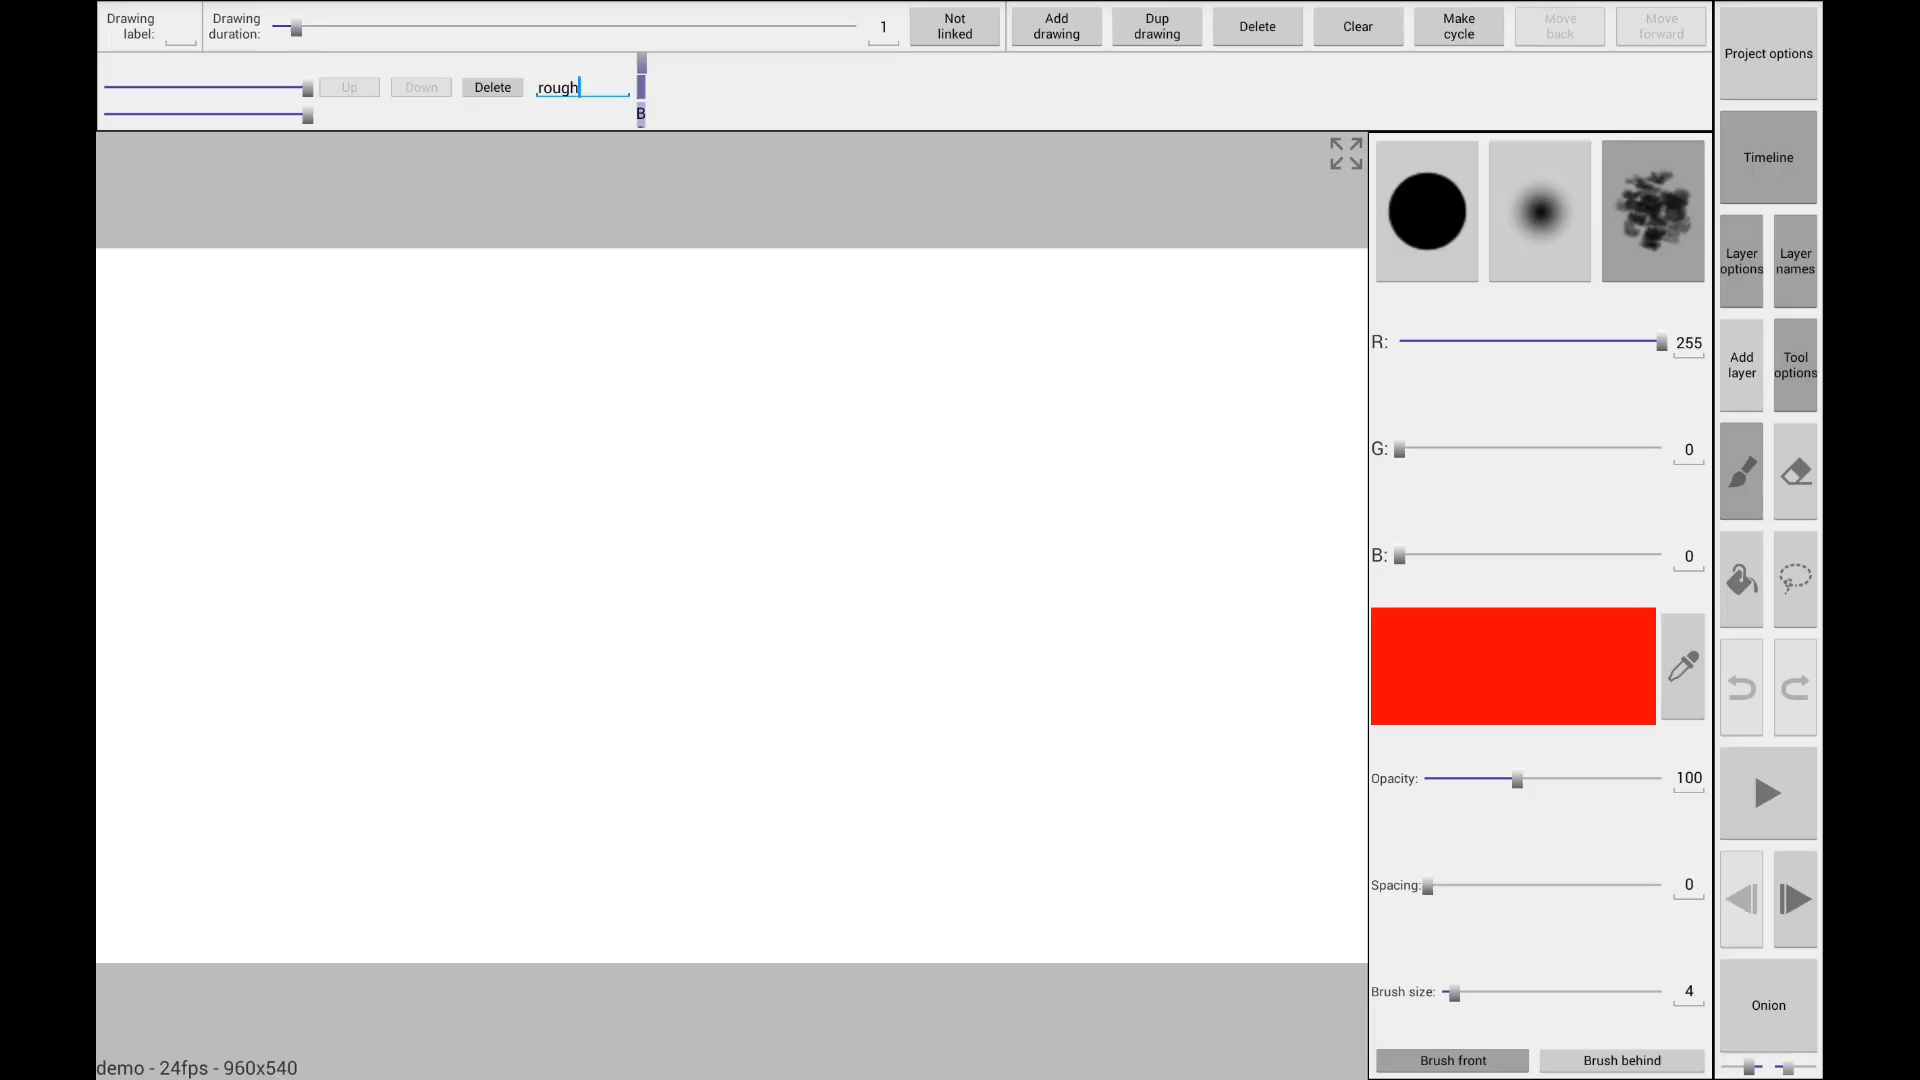 Drawing label:
Drawing duration:
1
Not linked
Add drawing
Dup drawing
Delete
Clear
Make cycle
Move back
Move forward
Project options
Up
Down
Delete
rough
B
Timeline
Layer options
Layer names
R:
255
Add layer
Tool options
G:
0
B:
0
Opacity:
100
Spacing:
0
Brush size:
4
Onion
Brush front
Brush behind
demo - 24fps - 960x540